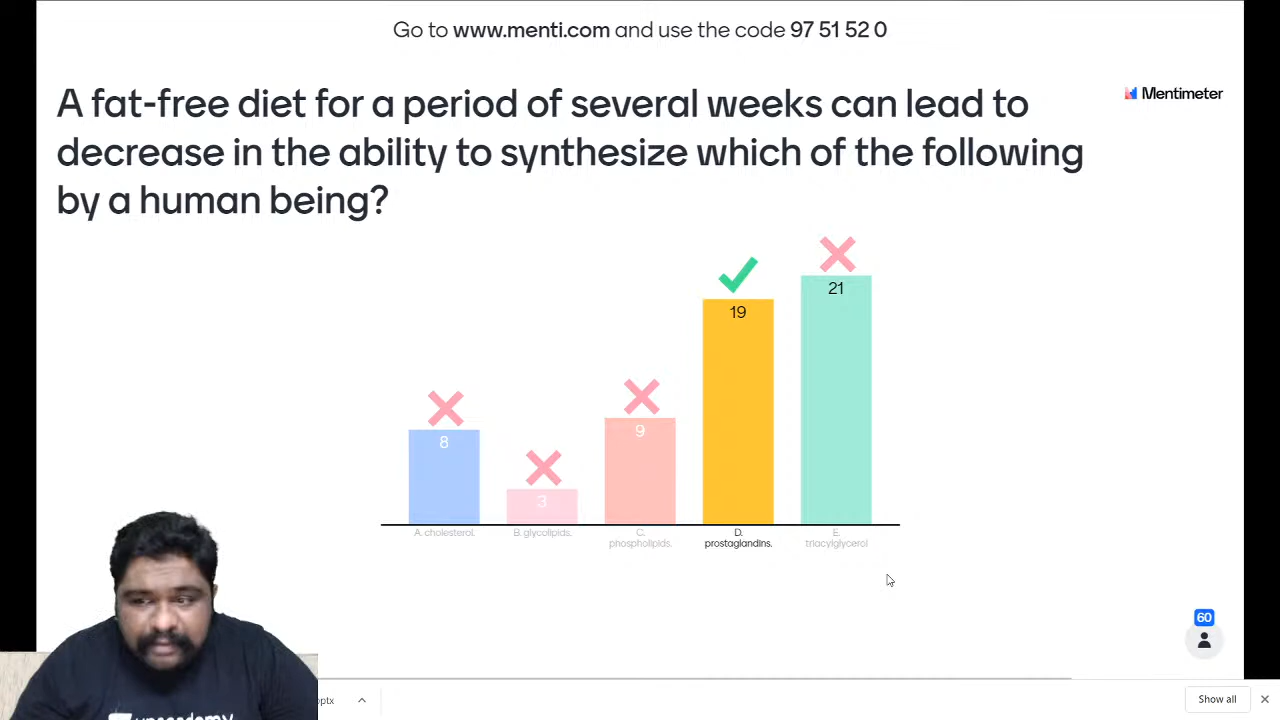 Go to www.menti.com and use the code 97 51 52 0
A fat-free diet for a period of several weeks can lead to
decrease in the ability to synthesize which of the following
by a human being?
Mentimeter
8
3
9
19
21
A. cholesterol.
B. glycolipids.
C.
phospholipids.
D.
prostaglandins.
E.
triacylglycerol
60
pptx
Show all